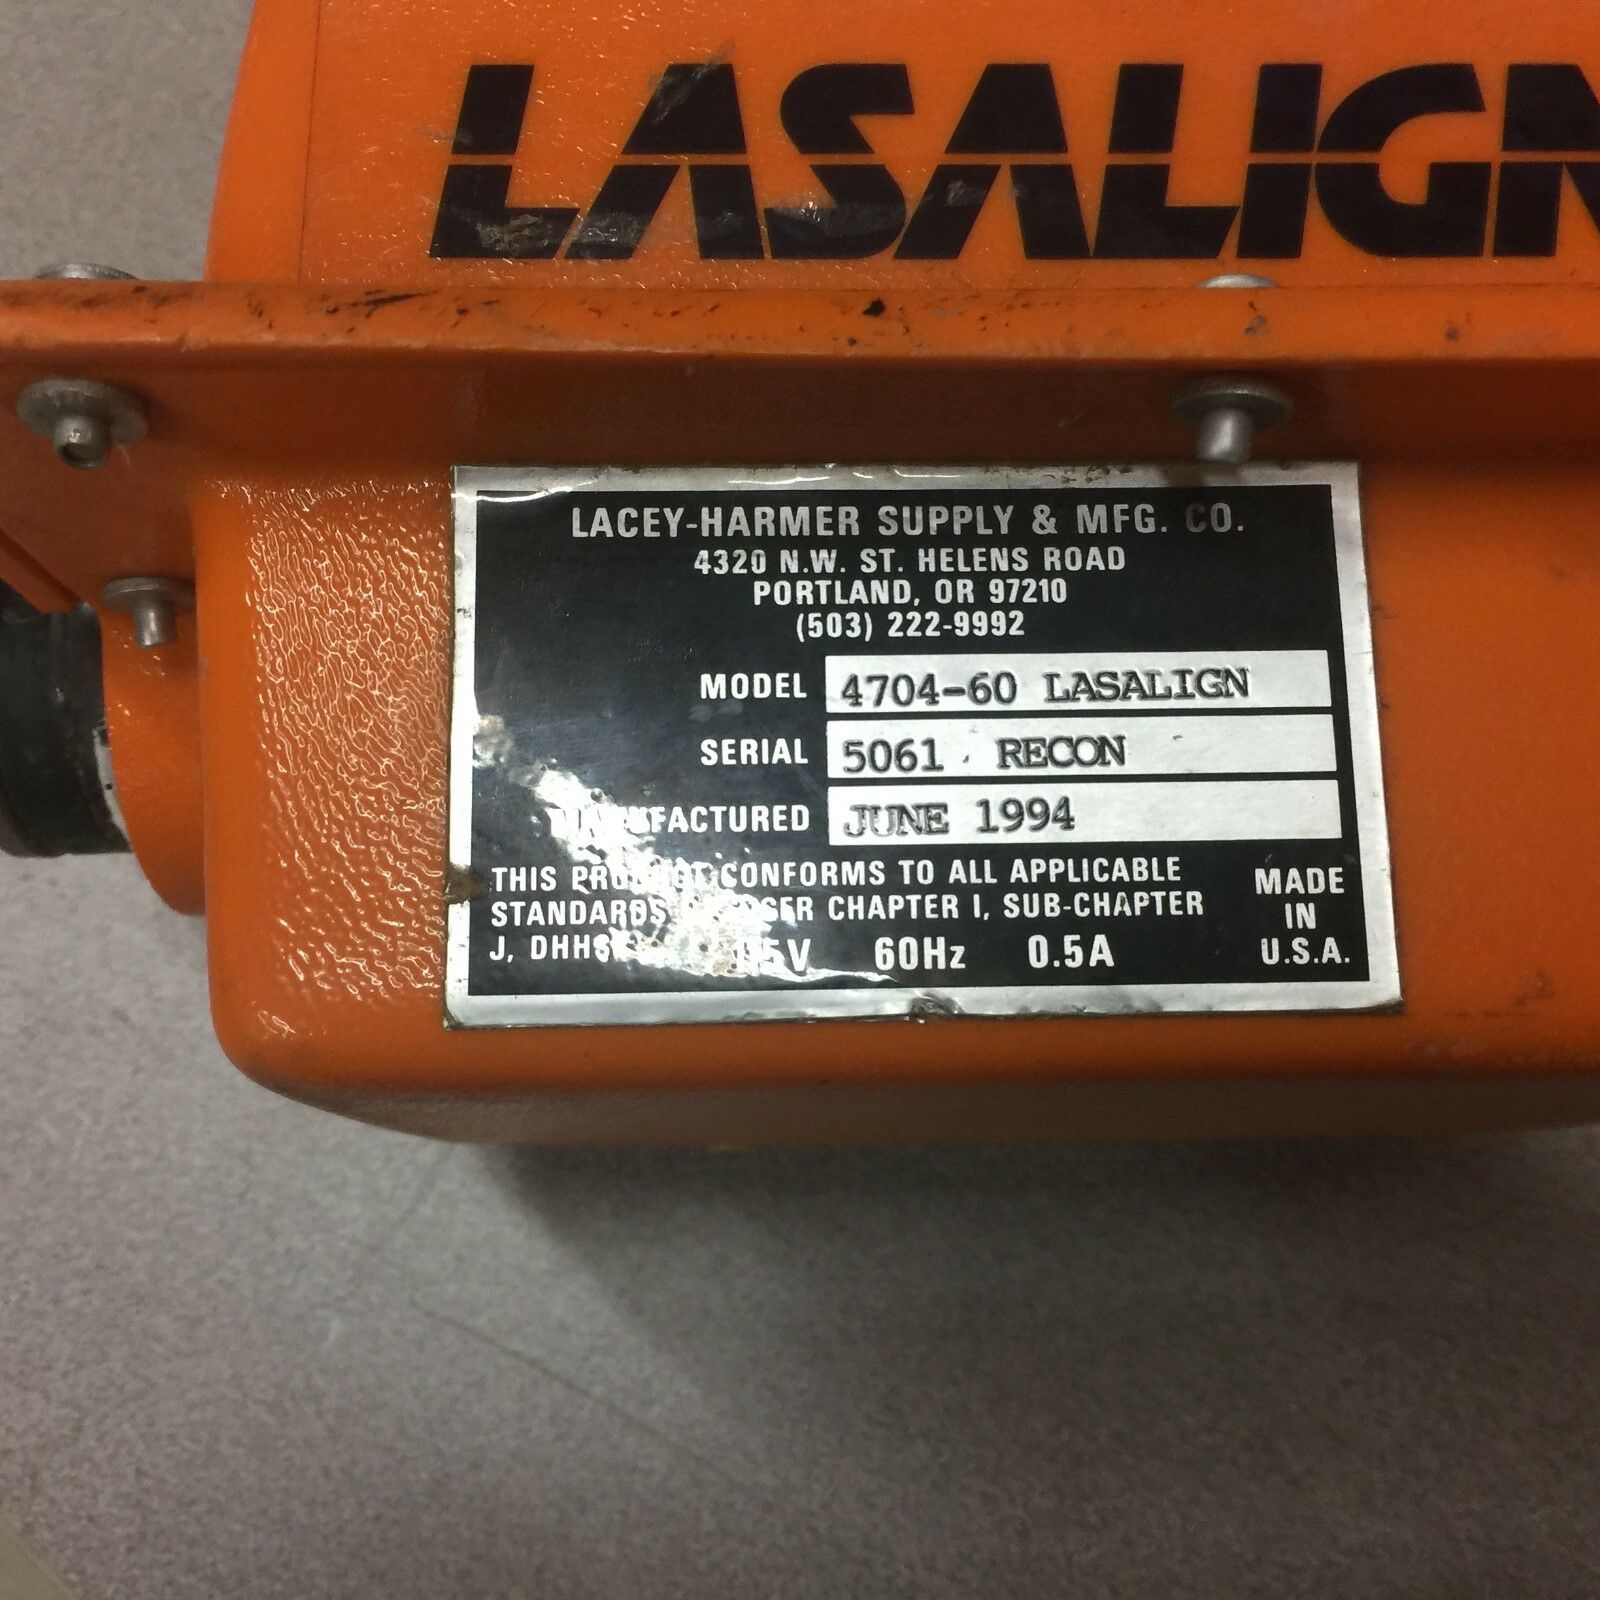 LASALIGN
LACEY-HARMER SUPPLY & MFG. CO.
4320 N.W. ST. HELENS ROAD
PORTLAND, OR 97210
(503) 222-9992
MODEL 4704-60 LASALIGN
SERIAL 5061 . RECON
MANUFACTURED JUNE 1994
THIS PRODUCT CONFORMS TO ALL APPLICABLE
STANDARDS CHAPTER I, SUB-CHAPTER
J, 60Hz 0.5A
MADE
IN
U.S.A.